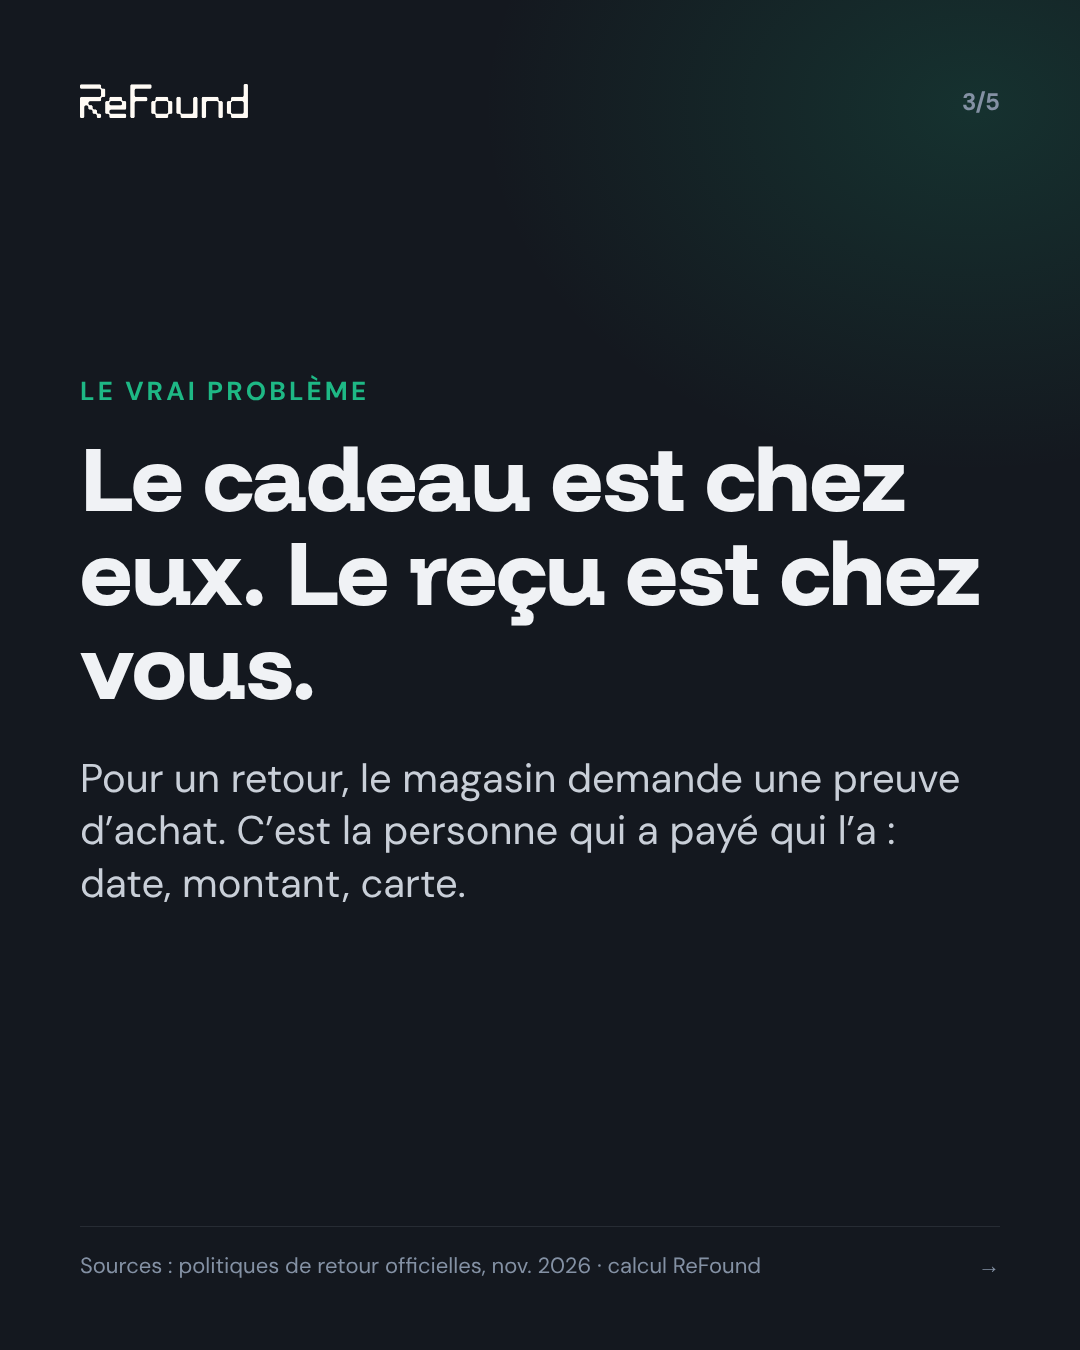 ReFound
3/5
LE VRAI PROBLÈME
Le cadeau est chez
eux. Le reçu est chez
vous.
Pour un retour, le magasin demande une preuve
d’achat. C’est la personne qui a payé qui l’a :
date, montant, carte.
Sources : politiques de retour officielles, nov. 2026 · calcul ReFound
→